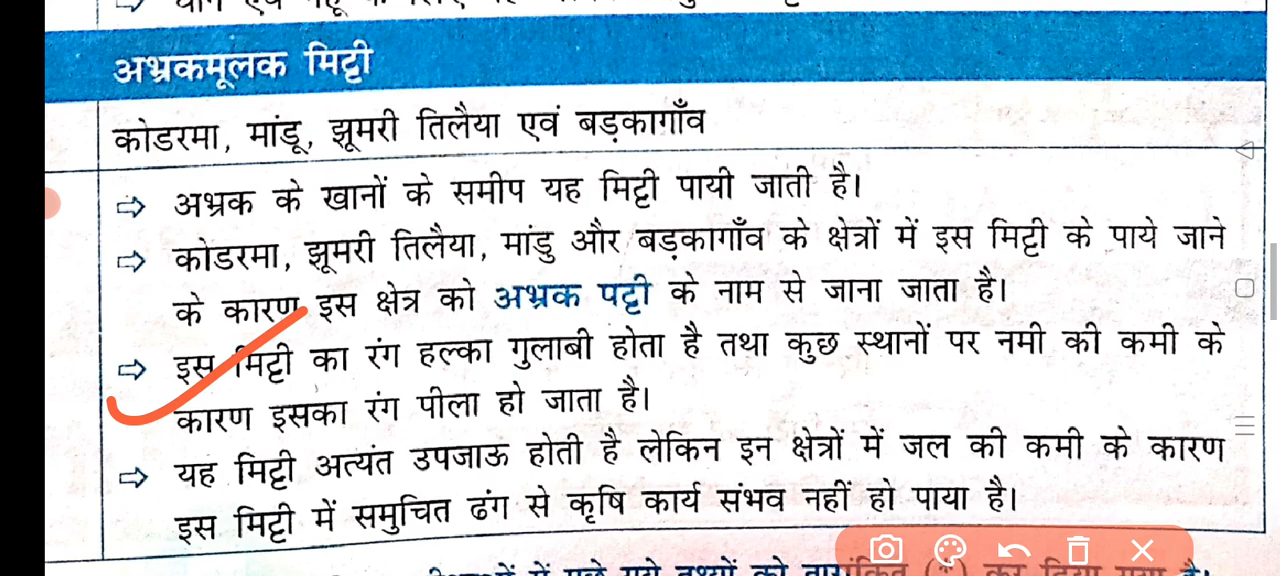 अभ्रकमूलक मिट्टी
कोडरमा, मांडू, झूमरी तिलैया एवं बड़कागाँव
⇨ अभ्रक के खानों के समीप यह मिट्टी पायी जाती है।
⇨ कोडरमा, झूमरी तिलैया, मांडु और बड़कागाँव के क्षेत्रों में इस मिट्टी के पाये जाने
के कारण इस क्षेत्र को अभ्रक पट्टी के नाम से जाना जाता है।
⇨ इस मिट्टी का रंग हल्का गुलाबी होता है तथा कुछ स्थानों पर नमी की कमी के
कारण इसका रंग पीला हो जाता है।
⇨ यह मिट्टी अत्यंत उपजाऊ होती है लेकिन इन क्षेत्रों में जल की कमी के कारण
इस मिट्टी में समुचित ढंग से कृषि कार्य संभव नहीं हो पाया है।